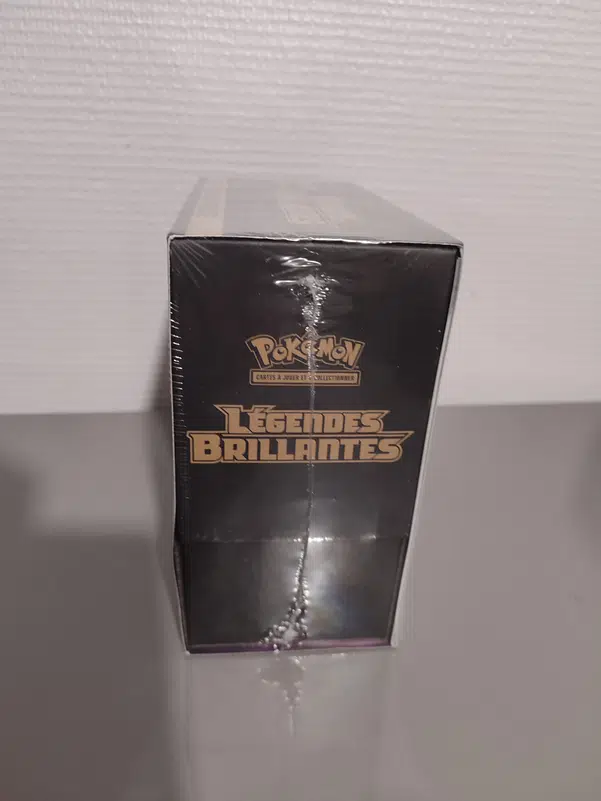 POKÉMON
CARTES À JOUER ET À COLLECTIONNER
LÉGENDES
BRILLANTES